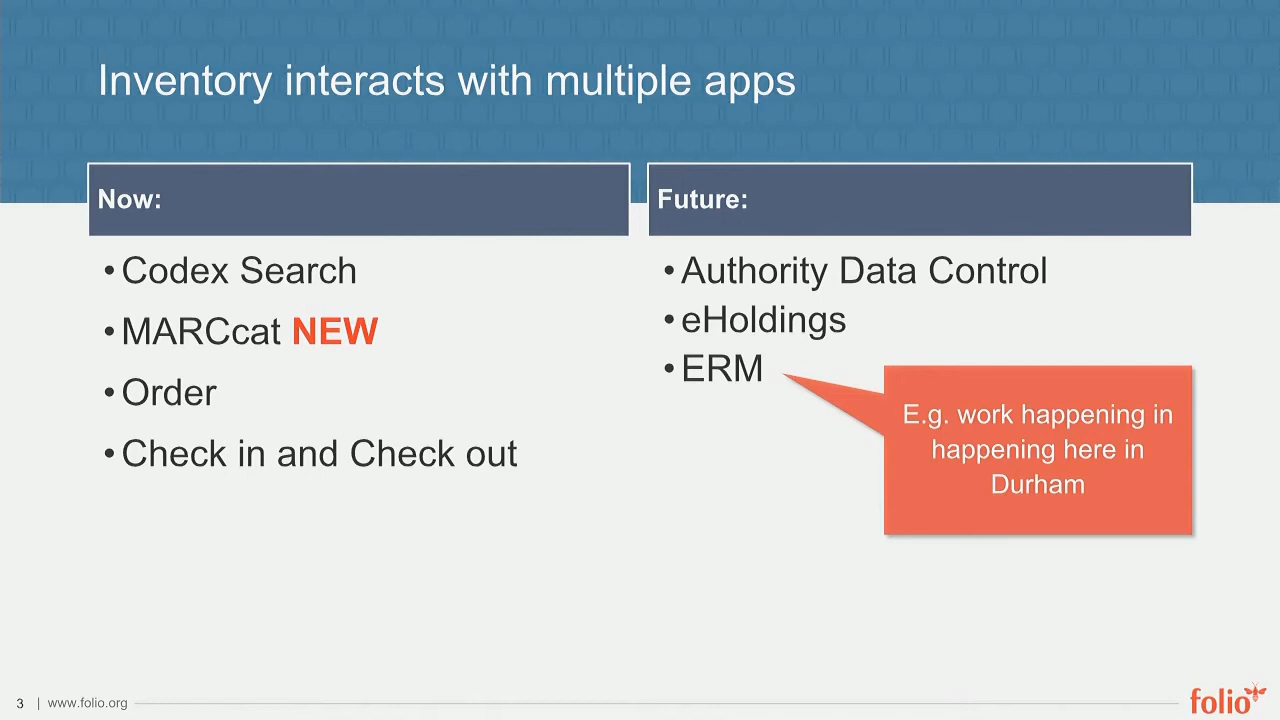 Inventory interacts with multiple apps
Now:
•Codex Search
•MARCcat NEW
•Order
•Check in and Check out
Future:
•Authority Data Control
•eHoldings
•ERM
E.g. work happening in
happening here in
Durham
3 | www.folio.org
folio